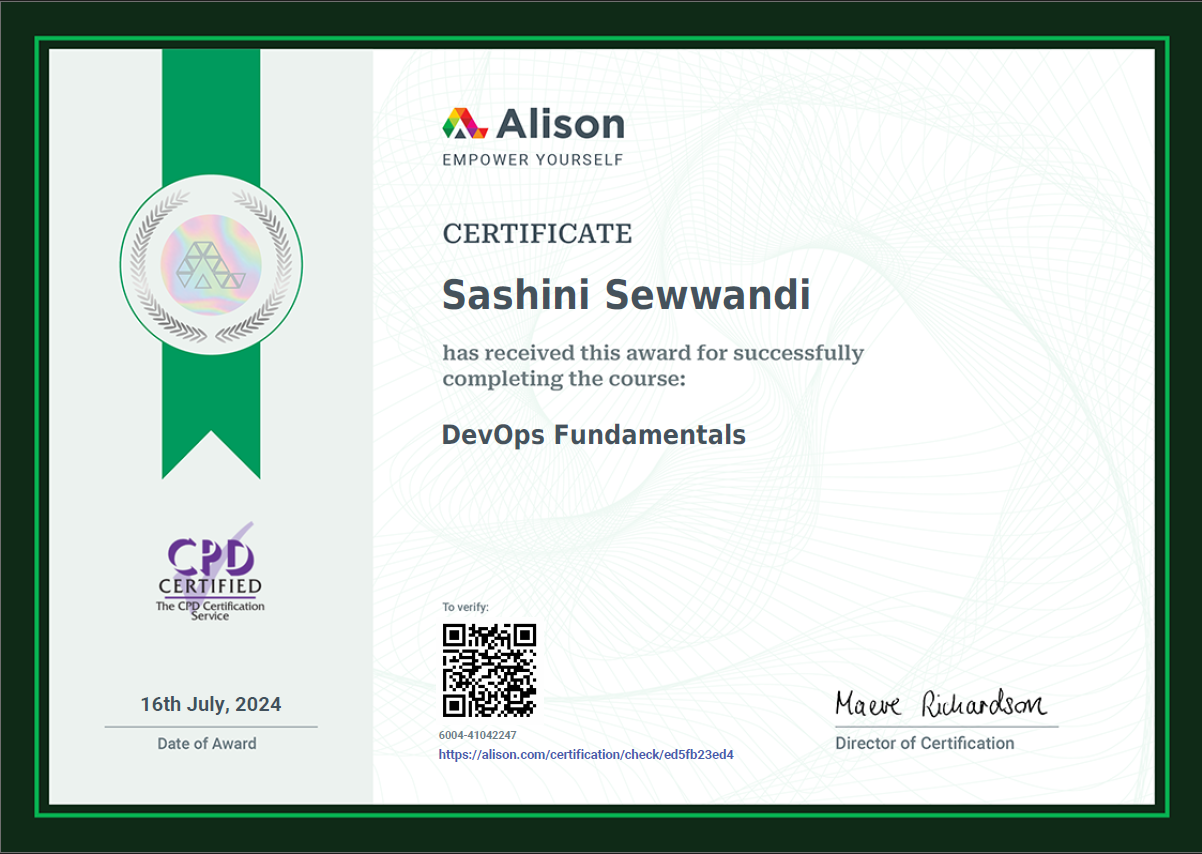 Alison
EMPOWER YOURSELF
CERTIFICATE
Sashini Sewwandi
has received this award for successfully
completing the course:
DevOps Fundamentals
CPD
CERTIFIED
The CPD Certification
Service
16th July, 2024
Date of Award
To verify:
6004-41042247
https://alison.com/certification/check/ed5fb23ed4
Maeve Richardson
Director of Certification